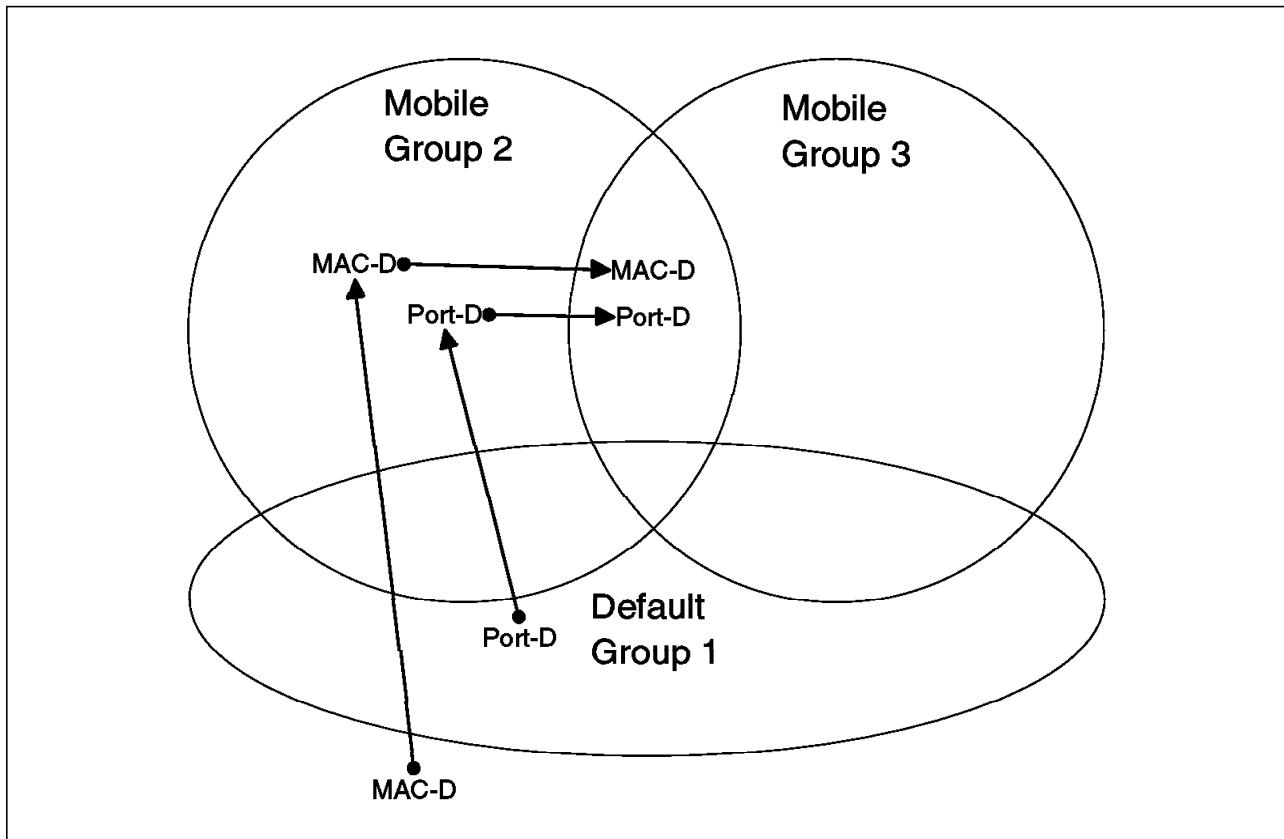 Mobile
Group 2
Mobile
Group 3
MAC-D
MAC-D
Port-D
Port-D
Default
Group 1
Port-D
MAC-D